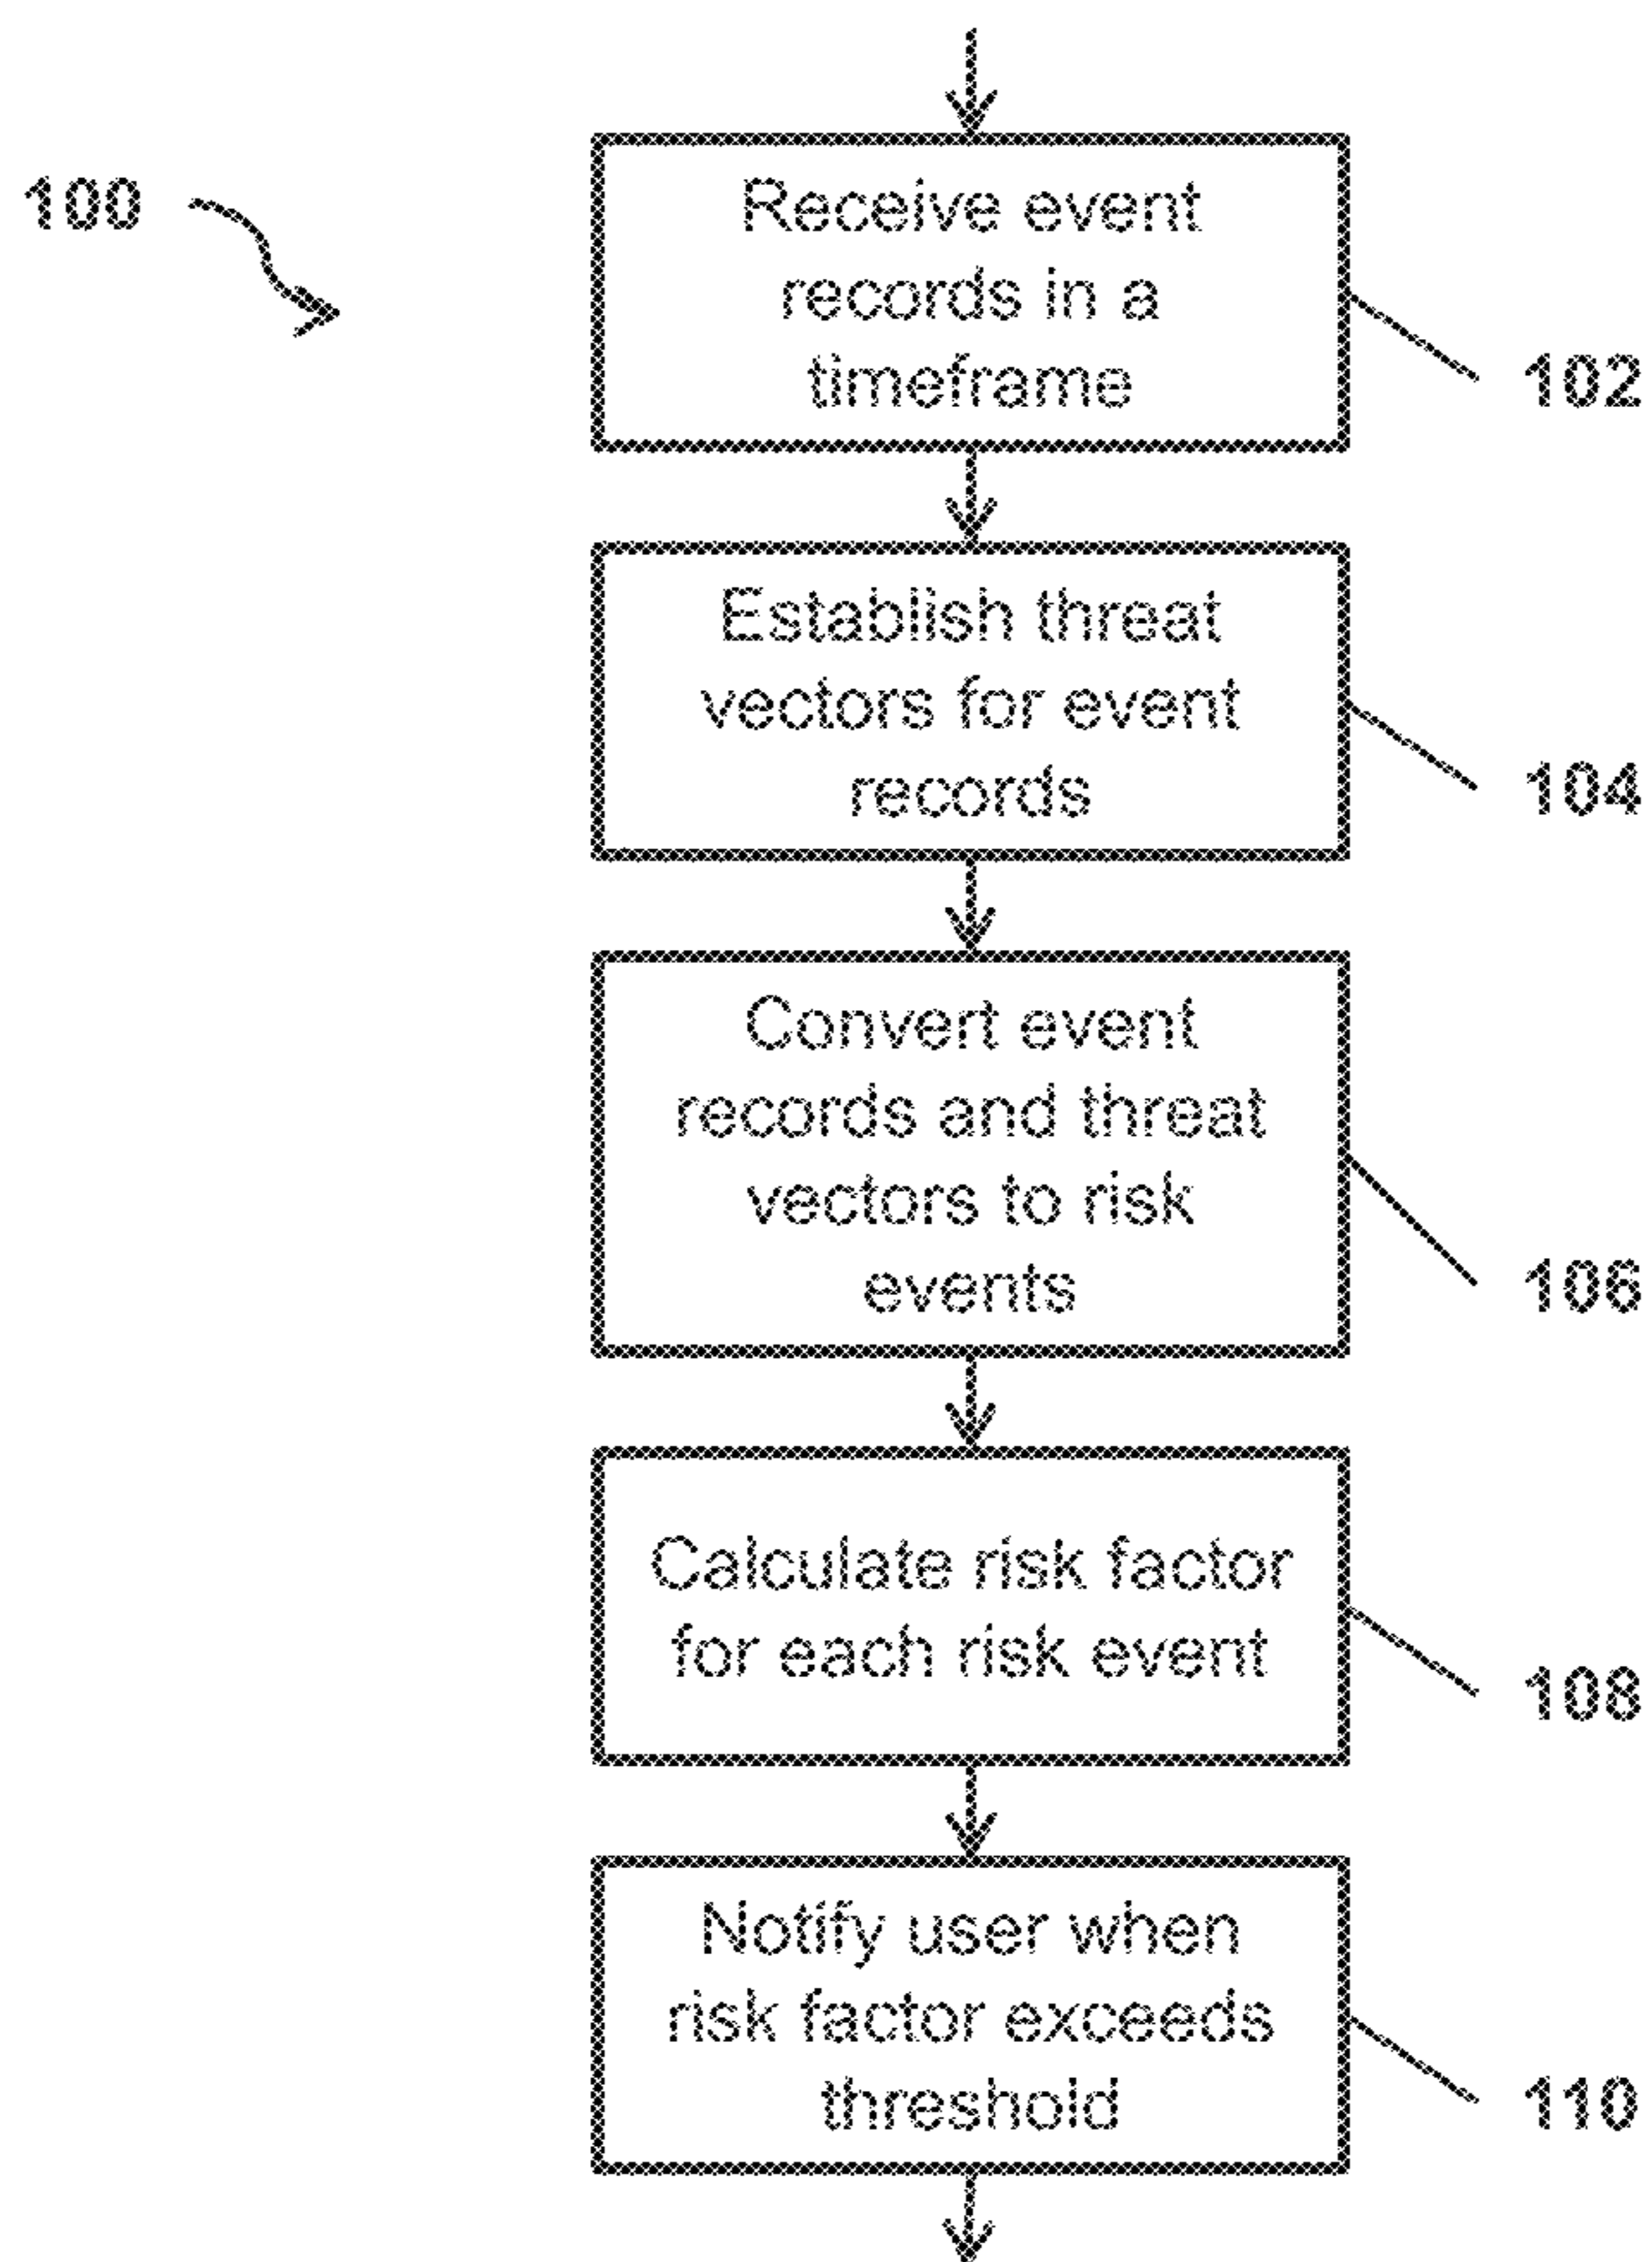 100
Receive event
records in a
timeframe
102
Establish threat
vectors for event
records
104
Convert event
records and threat
vectors to risk
events
106
Calculate risk factor
for each risk event
108
Notify user when
risk factor exceeds
threshold
110